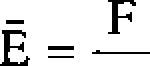 Ē = F